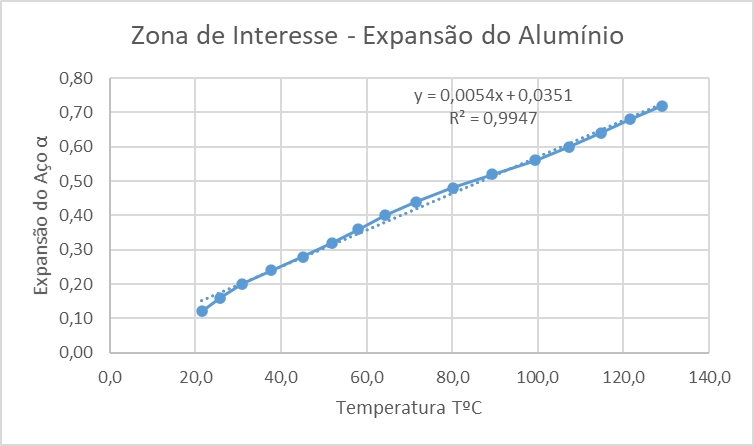 Zona de Interesse - Expansão do Alumínio
y = 0,0054x + 0,0351
R² = 0,9947
Expansão do Aço α
0,80
0,70
0,60
0,50
0,40
0,30
0,20
0,10
0,00
0,0 20,0 40,0 60,0 80,0 100,0 120,0 140,0
Temperatura TºC